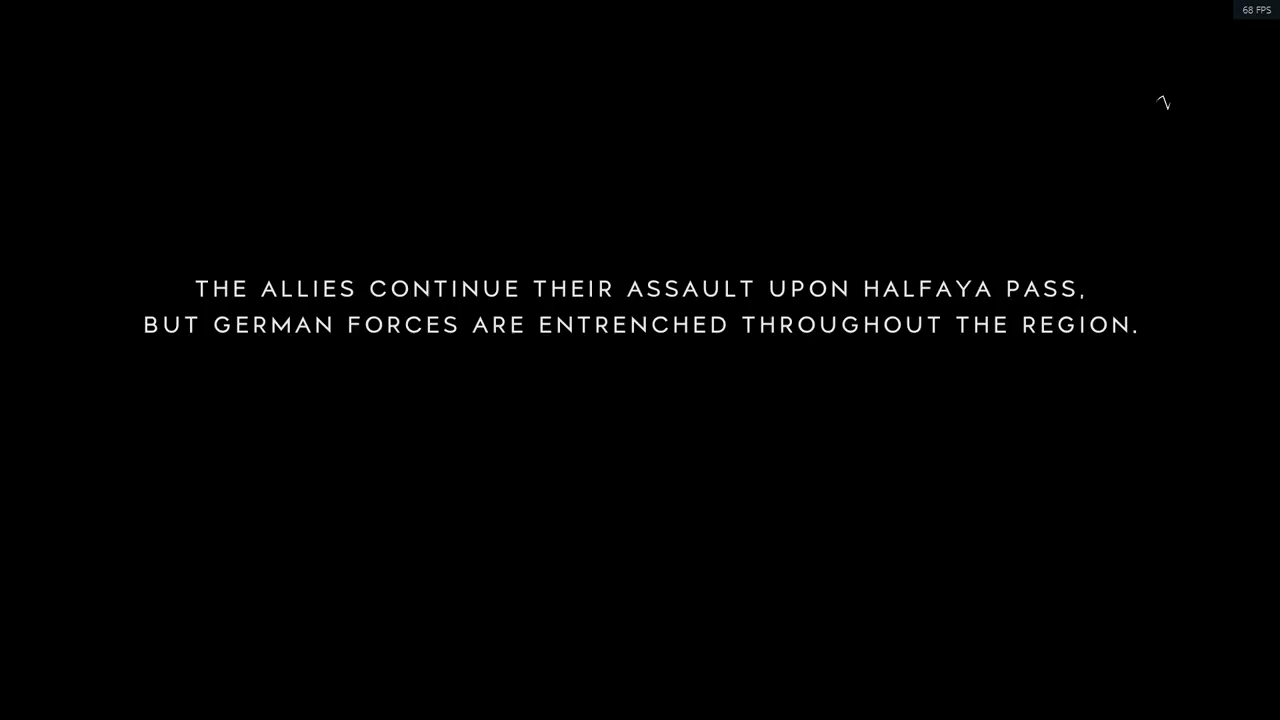 68 FPS
THE ALLIES CONTINUE THEIR ASSAULT UPON HALFAYA PASS,
BUT GERMAN FORCES ARE ENTRENCHED THROUGHOUT THE REGION.